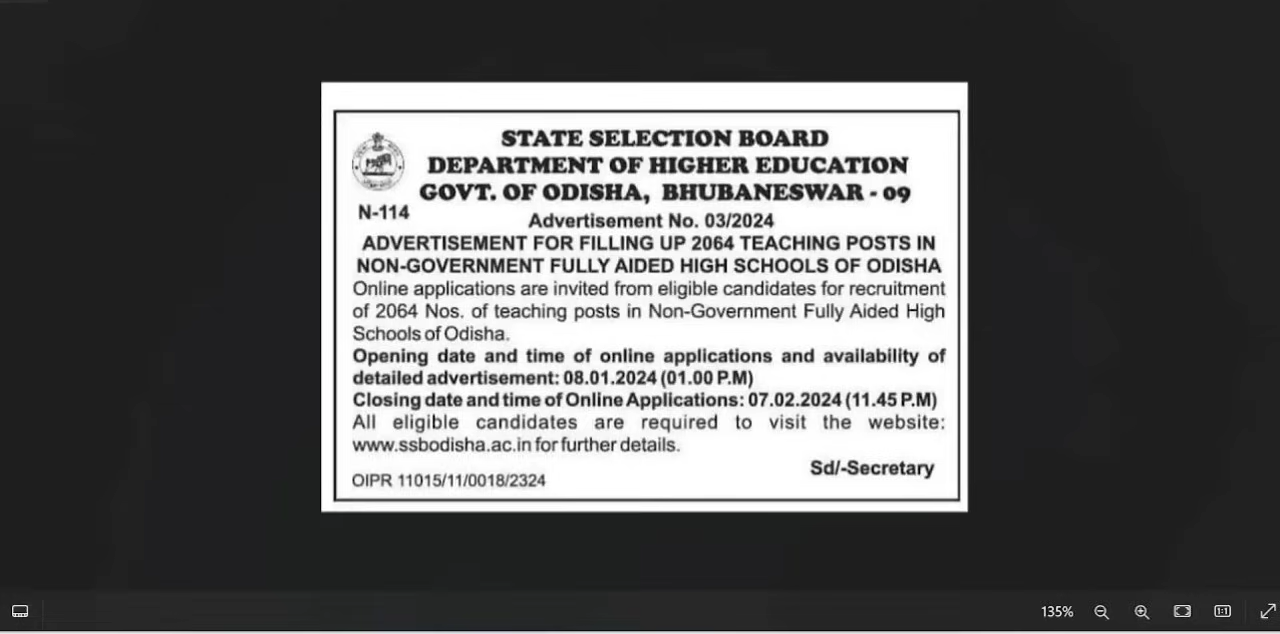 STATE SELECTION BOARD
DEPARTMENT OF HIGHER EDUCATION
GOVT. OF ODISHA, BHUBANESWAR - 09
N-114
Advertisement No. 03/2024
ADVERTISEMENT FOR FILLING UP 2064 TEACHING POSTS IN
NON-GOVERNMENT FULLY AIDED HIGH SCHOOLS OF ODISHA
Online applications are invited from eligible candidates for recruitment
of 2064 Nos. of teaching posts in Non-Government Fully Aided High
Schools of Odisha.
Opening date and time of online applications and availability of
detailed advertisement: 08.01.2024 (01.00 P.M)
Closing date and time of Online Applications: 07.02.2024 (11.45 P.M)
All eligible candidates are required to visit the website:
www.ssbodisha.ac.in for further details.
Sd/-Secretary
OIPR 11015/11/0018/2324
135%
1:1